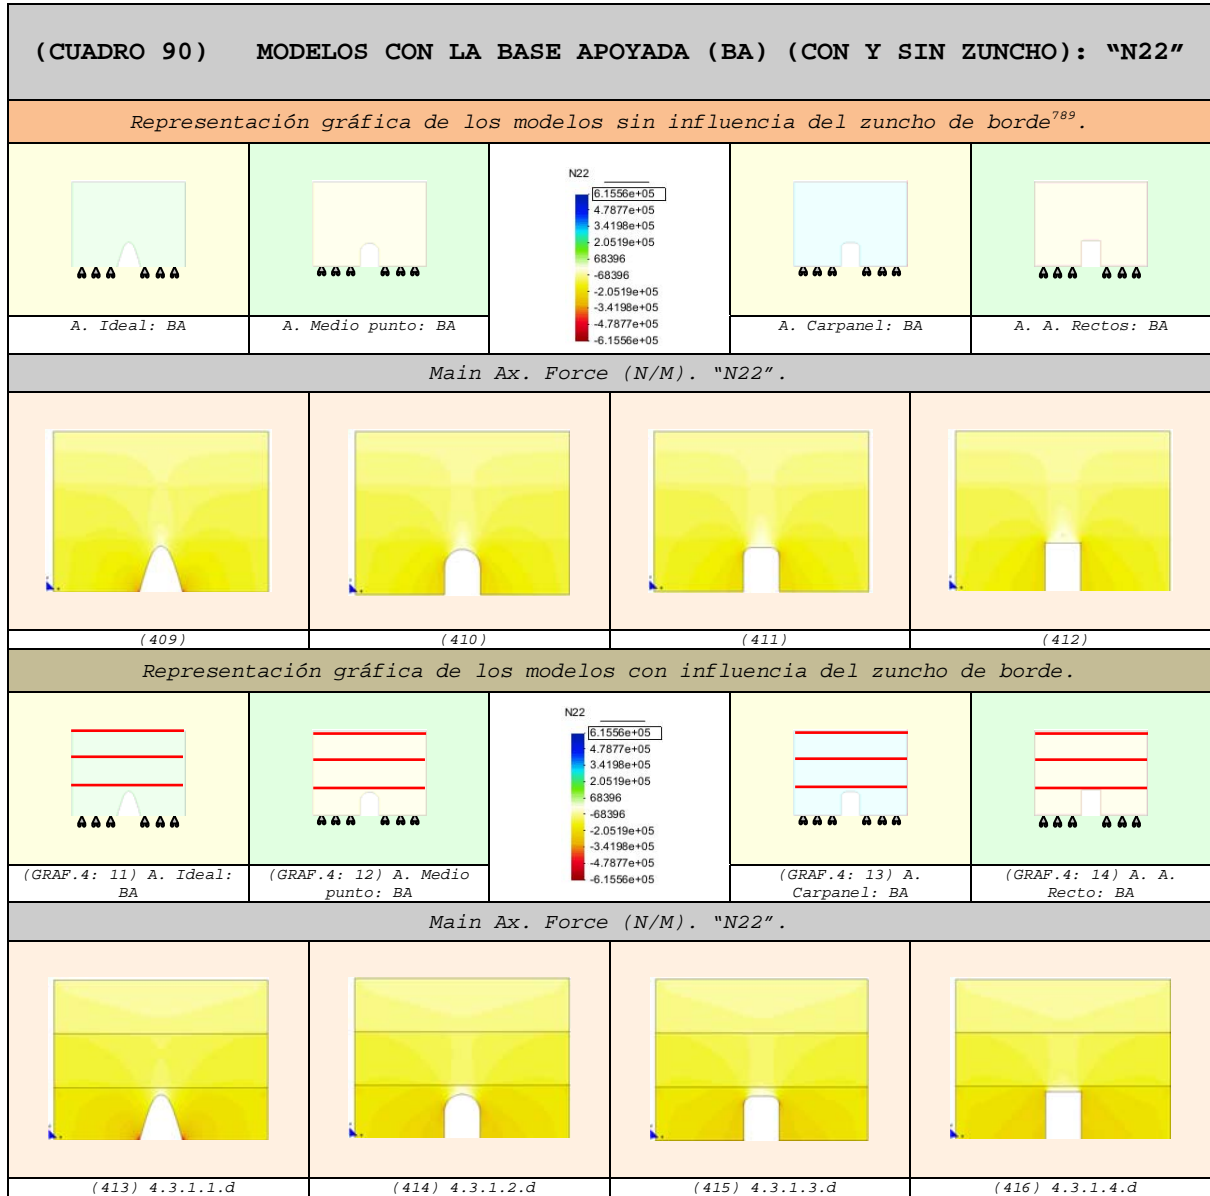 (CUADRO 90)   MODELOS CON LA BASE APOYADA (BA) (CON Y SIN ZUNCHO): “N22”
Representación gráfica de los modelos sin influencia del zuncho de borde⁷⁸⁹.
N22
6.1556e+05
4.7877e+05
3.4198e+05
2.0519e+05
68396
-68396
-2.0519e+05
-3.4198e+05
-4.7877e+05
-6.1556e+05
A. Ideal: BA
A. Medio punto: BA
A. Carpanel: BA
A. A. Rectos: BA
Main Ax. Force (N/M). “N22”.
(409)
(410)
(411)
(412)
Representación gráfica de los modelos con influencia del zuncho de borde.
N22
6.1556e+05
4.7877e+05
3.4198e+05
2.0519e+05
68396
-68396
-2.0519e+05
-3.4198e+05
-4.7877e+05
-6.1556e+05
(GRAF.4: 11) A. Ideal:
BA
(GRAF.4: 12) A. Medio
punto: BA
(GRAF.4: 13) A.
Carpanel: BA
(GRAF.4: 14) A. A.
Recto: BA
Main Ax. Force (N/M). “N22”.
(413) 4.3.1.1.d
(414) 4.3.1.2.d
(415) 4.3.1.3.d
(416) 4.3.1.4.d